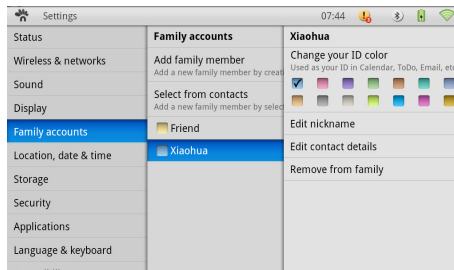 Settings
07:44
Status
Wireless & networks
Sound
Display
Family accounts
Location, date & time
Storage
Security
Applications
Language & keyboard
Family accounts
Add family member
Add a new family member by creat
Select from contacts
Add a new family member by selec
Friend
Xiaohua
Xiaohua
Change your ID color
Used as your ID in Calendar, ToDo, Email, etc
Edit nickname
Edit contact details
Remove from family